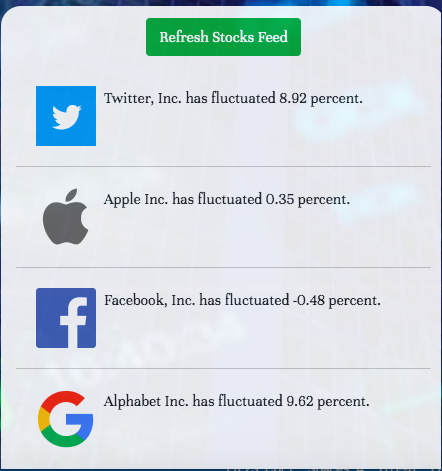 Refresh Stocks Feed
Twitter, Inc. has fluctuated 8.92 percent.
Apple Inc. has fluctuated 0.35 percent.
Facebook, Inc. has fluctuated -0.48 percent.
Alphabet Inc. has fluctuated 9.62 percent.